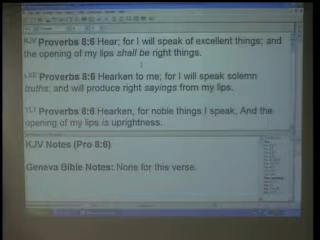 KJV Proverbs 8:6 Hear; for I will speak of excellent things; and
the opening of my lips shall be right things.
Proverbs 8:6 Hearken to me; for I will speak solemn
truths; and will produce right sayings from my lips.
YLT Proverbs 8:6 Hearken, for noble things I speak, And the
opening of my lips is uprightness.
KJV Notes (Pro 8:6)
Geneva Bible Notes: None for this verse.